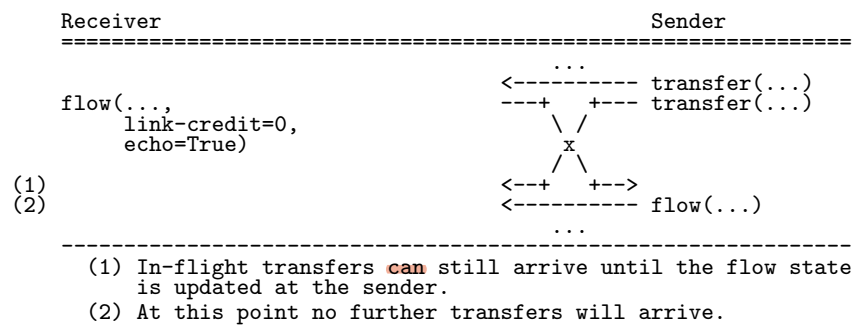 Receiver                                       Sender
===============================================================
                                       ...
                                   <----------- transfer(...)
flow(...,                          ---+   +--- transfer(...)
     link-credit=0,                    \ /
     echo=True)                         x
                                       / \
(1)                                <--+   +-->
(2)                                <----------- flow(...)
                                       ...
---------------------------------------------------------------
(1) In-flight transfers can still arrive until the flow state
is updated at the sender.
(2) At this point no further transfers will arrive.